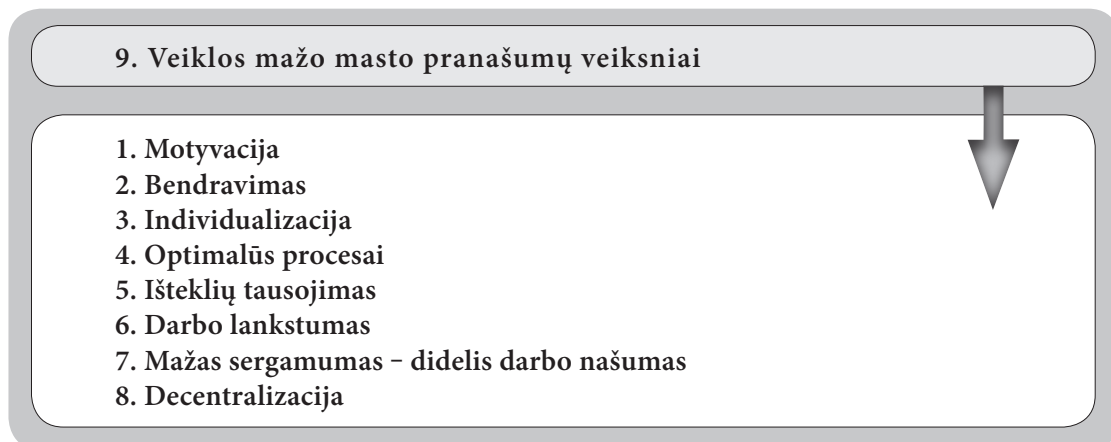 9. Veiklos mažo masto pranašumų veiksniai
1. Motyvacija
2. Bendravimas
3. Individualizacija
4. Optimalūs procesai
5. Išteklių tausojimas
6. Darbo lankstumas
7. Mažas sergamumas – didelis darbo našumas
8. Decentralizacija